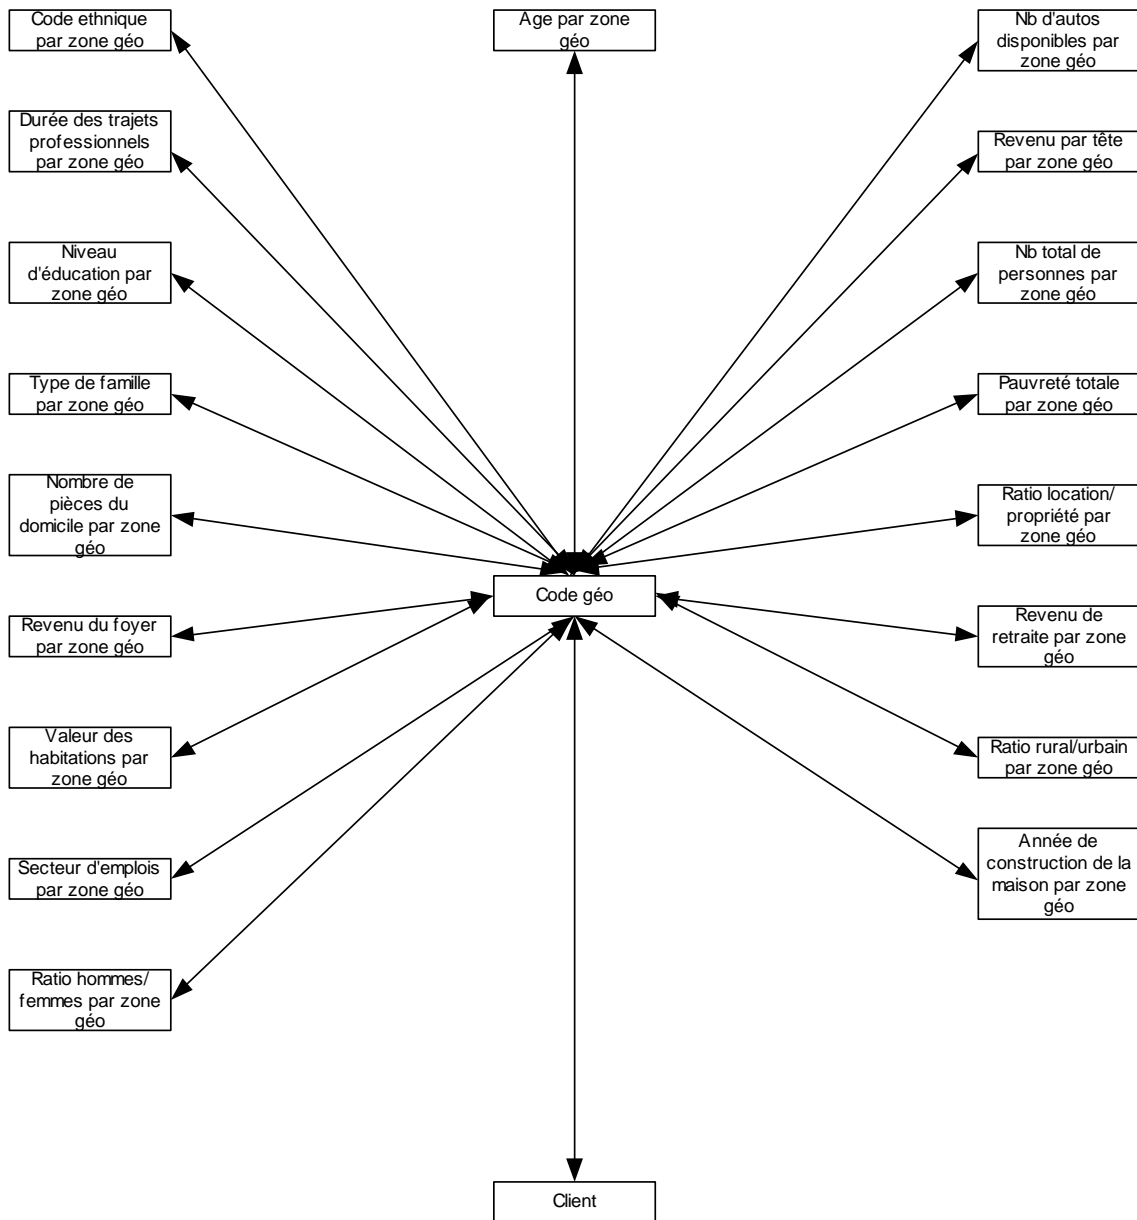 Code ethnique
par zone géo
Age par zone
géo
Nb d'autos
disponibles par
zone géo
Durée des trajets
professionnels
par zone géo
Revenu par tête
par zone géo
Niveau
d'éducation par
zone géo
Nb total de
personnes par
zone géo
Type de famille
par zone géo
Pauvreté totale
par zone géo
Nombre de
pièces du
domicile par zone
géo
Ratio location/
propriété par
zone géo
Code géo
Revenu du foyer
par zone géo
Revenu de
retraite par zone
géo
Valeur des
habitations par
zone géo
Ratio rural/urbain
par zone géo
Secteur d'emplois
par zone géo
Année de
construction de la
maison par zone
géo
Ratio hommes/
femmes par zone
géo
Client